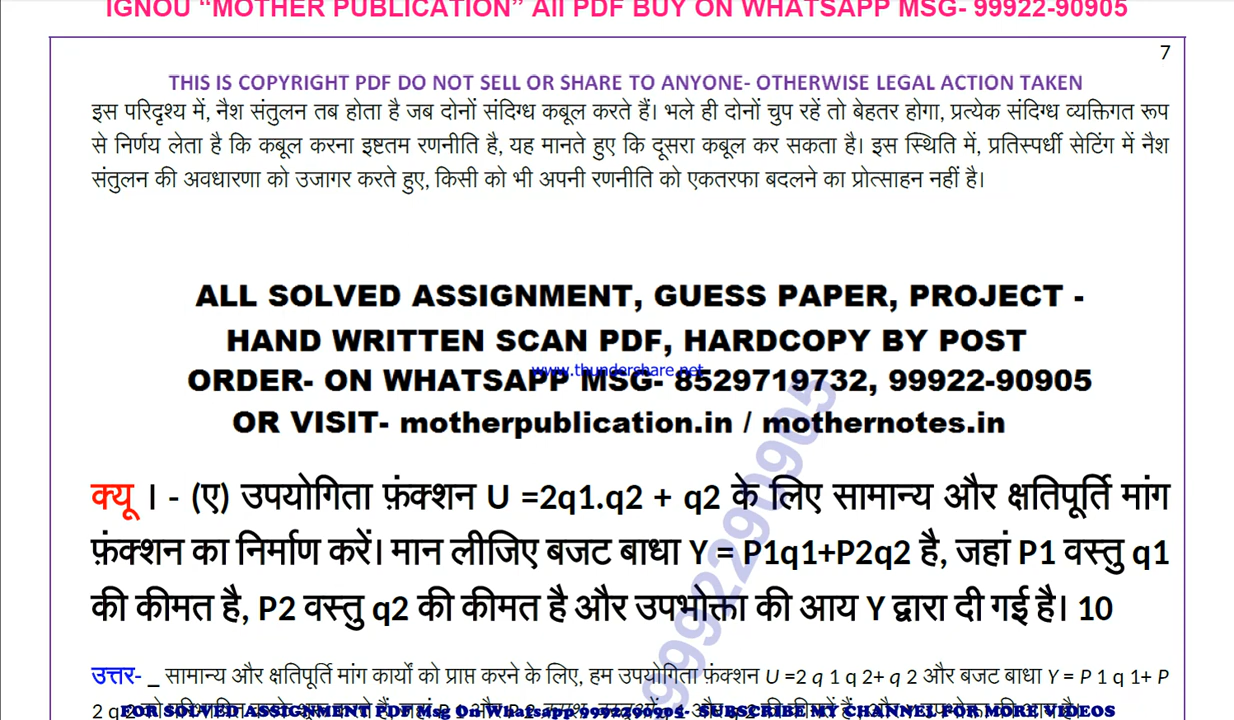 IGNOU “MOTHER PUBLICATION” All PDF BUY ON WHATSAPP MSG- 99922-90905
7
THIS IS COPYRIGHT PDF DO NOT SELL OR SHARE TO ANYONE- OTHERWISE LEGAL ACTION TAKEN
इस परिदृश्य में, नैश संतुलन तब होता है जब दोनों संदिग्ध कबूल करते हैं। भले ही दोनों चुप रहें तो बेहतर होगा, प्रत्येक संदिग्ध व्यक्तिगत रूप
से निर्णय लेता है कि कबूल करना इष्टतम रणनीति है, यह मानते हुए कि दूसरा कबूल कर सकता है। इस स्थिति में, प्रतिस्पर्धी सेटिंग में नैश
संतुलन की अवधारणा को उजागर करते हुए, किसी को भी अपनी रणनीति को एकतरफा बदलने का प्रोत्साहन नहीं है।
ALL SOLVED ASSIGNMENT, GUESS PAPER, PROJECT -
HAND WRITTEN SCAN PDF, HARDCOPY BY POST
www.thundershare.net
ORDER- ON WHATSAPP MSG- 8529719732, 99922-90905
OR VISIT- motherpublication.in / mothernotes.in
9992290905
क्यू । - (ए) उपयोगिता फ़ंक्शन U =2q1.q2 + q2 के लिए सामान्य और क्षतिपूर्ति मांग
फ़ंक्शन का निर्माण करें। मान लीजिए बजट बाधा Y = P1q1+P2q2 है, जहां P1 वस्तु q1
की कीमत है, P2 वस्तु q2 की कीमत है और उपभोक्ता की आय Y द्वारा दी गई है। 10
उत्तर- _ सामान्य और क्षतिपूर्ति मांग कार्यों को प्राप्त करने के लिए, हम उपयोगिता फ़ंक्शन U =2 q 1 q 2+ q 2 और बजट बाधा Y = P 1 q 1+ P
2 q 2
FOR SOLVED ASSIGNMENT PDF Msg On Whatsapp 9992290905- SUBSCRIBE MY CHANNEL FOR MORE VIDEOS